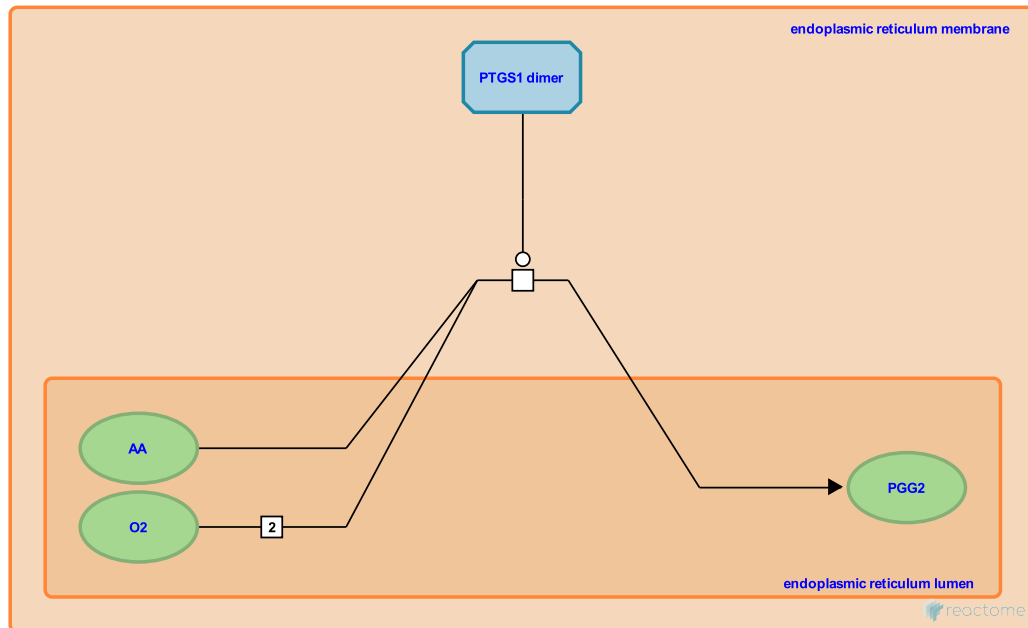 endoplasmic reticulum membrane
PTGS1 dimer
AA
O2
2
PGG2
endoplasmic reticulum lumen
reactome